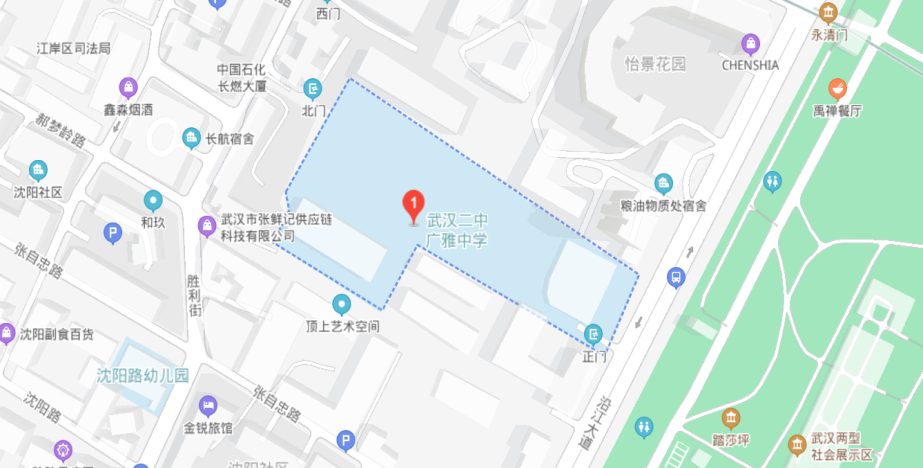 西门
永清门
江岸区司法局
怡景花园
CHENSHIA
中国石化
长燃大厦
鑫森烟酒
北门
禹禅餐厅
郝梦龄路
长航宿舍
沈阳社区
粮油物质处宿舍
1
和玖
武汉市张鲜记供应链
科技有限公司
武汉二中
广雅中学
P
张自忠路
胜利街
顶上艺术空间
沈阳副食百货
正门
沈阳路幼儿园
张自忠路
沈阳路
金锐旅馆
沿江大道
踏莎坪
武汉两型
社会展示区
P
沈阳社区